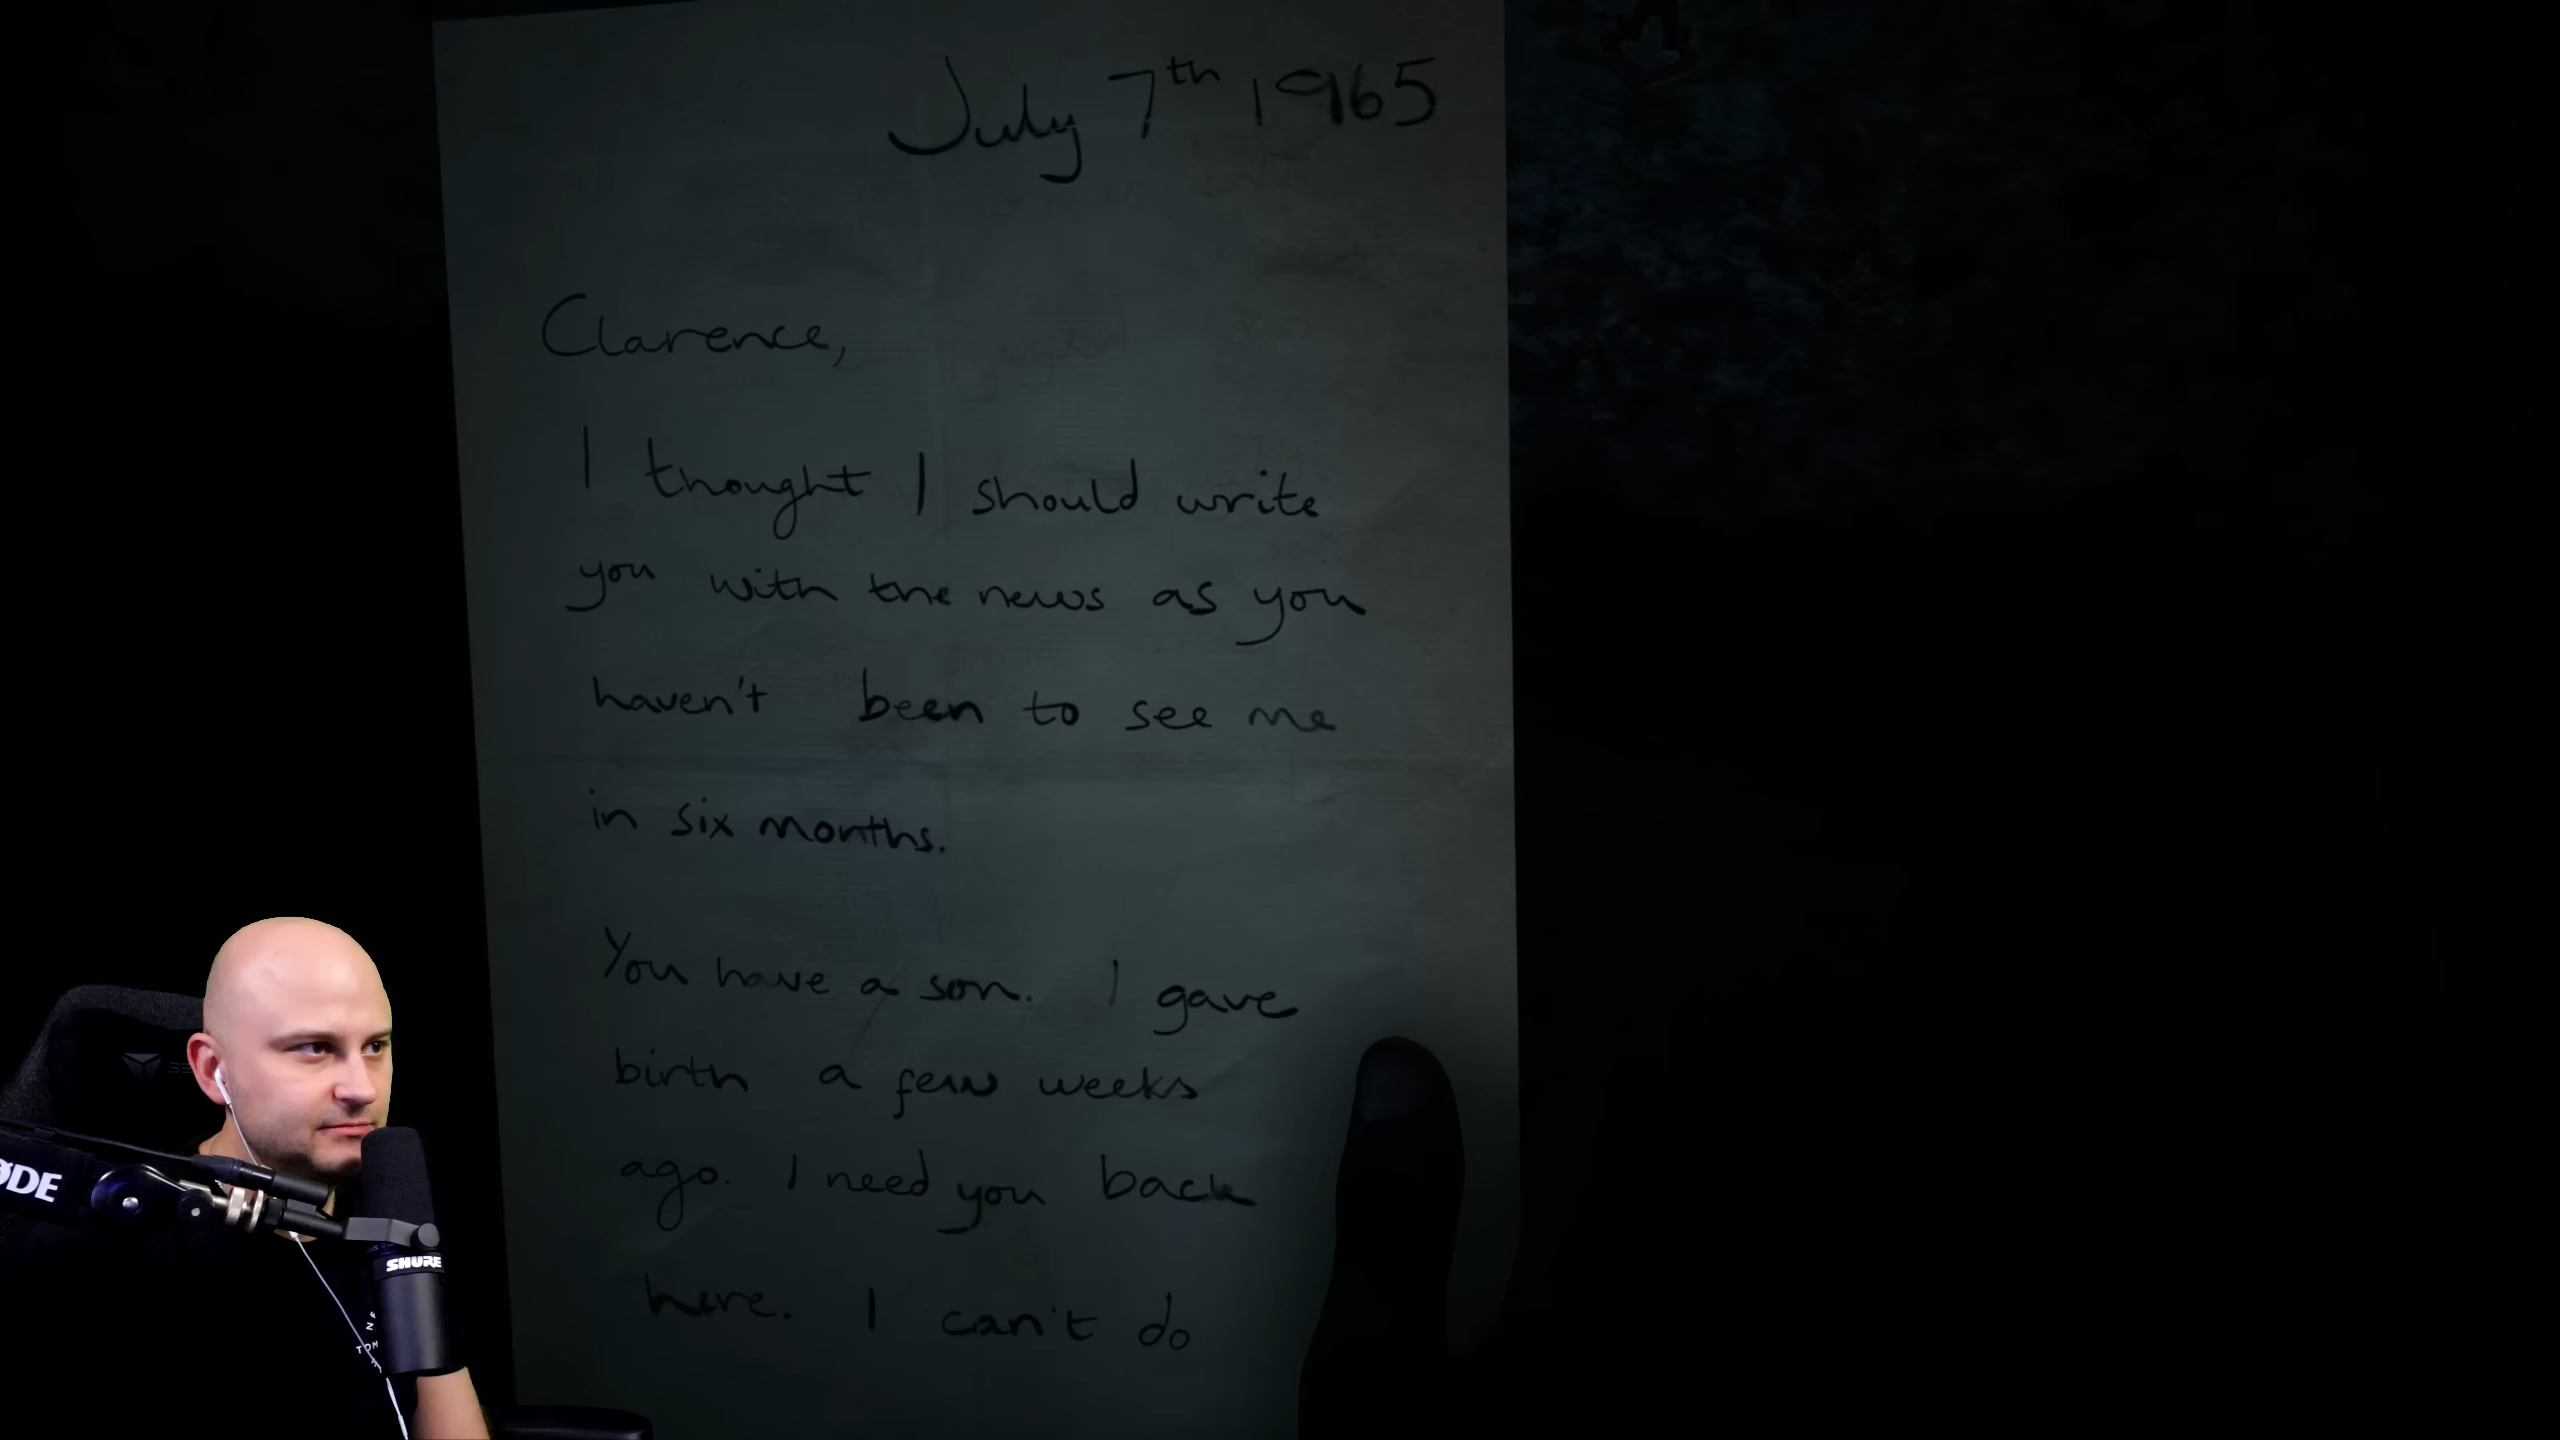 July 7th 1965
Clarence,
I thought I should write
you with the news as you
haven't been to see me
in six months.
You have a son. I gave
birth a few weeks
ago. I need you back
here. I can't do
SHURE